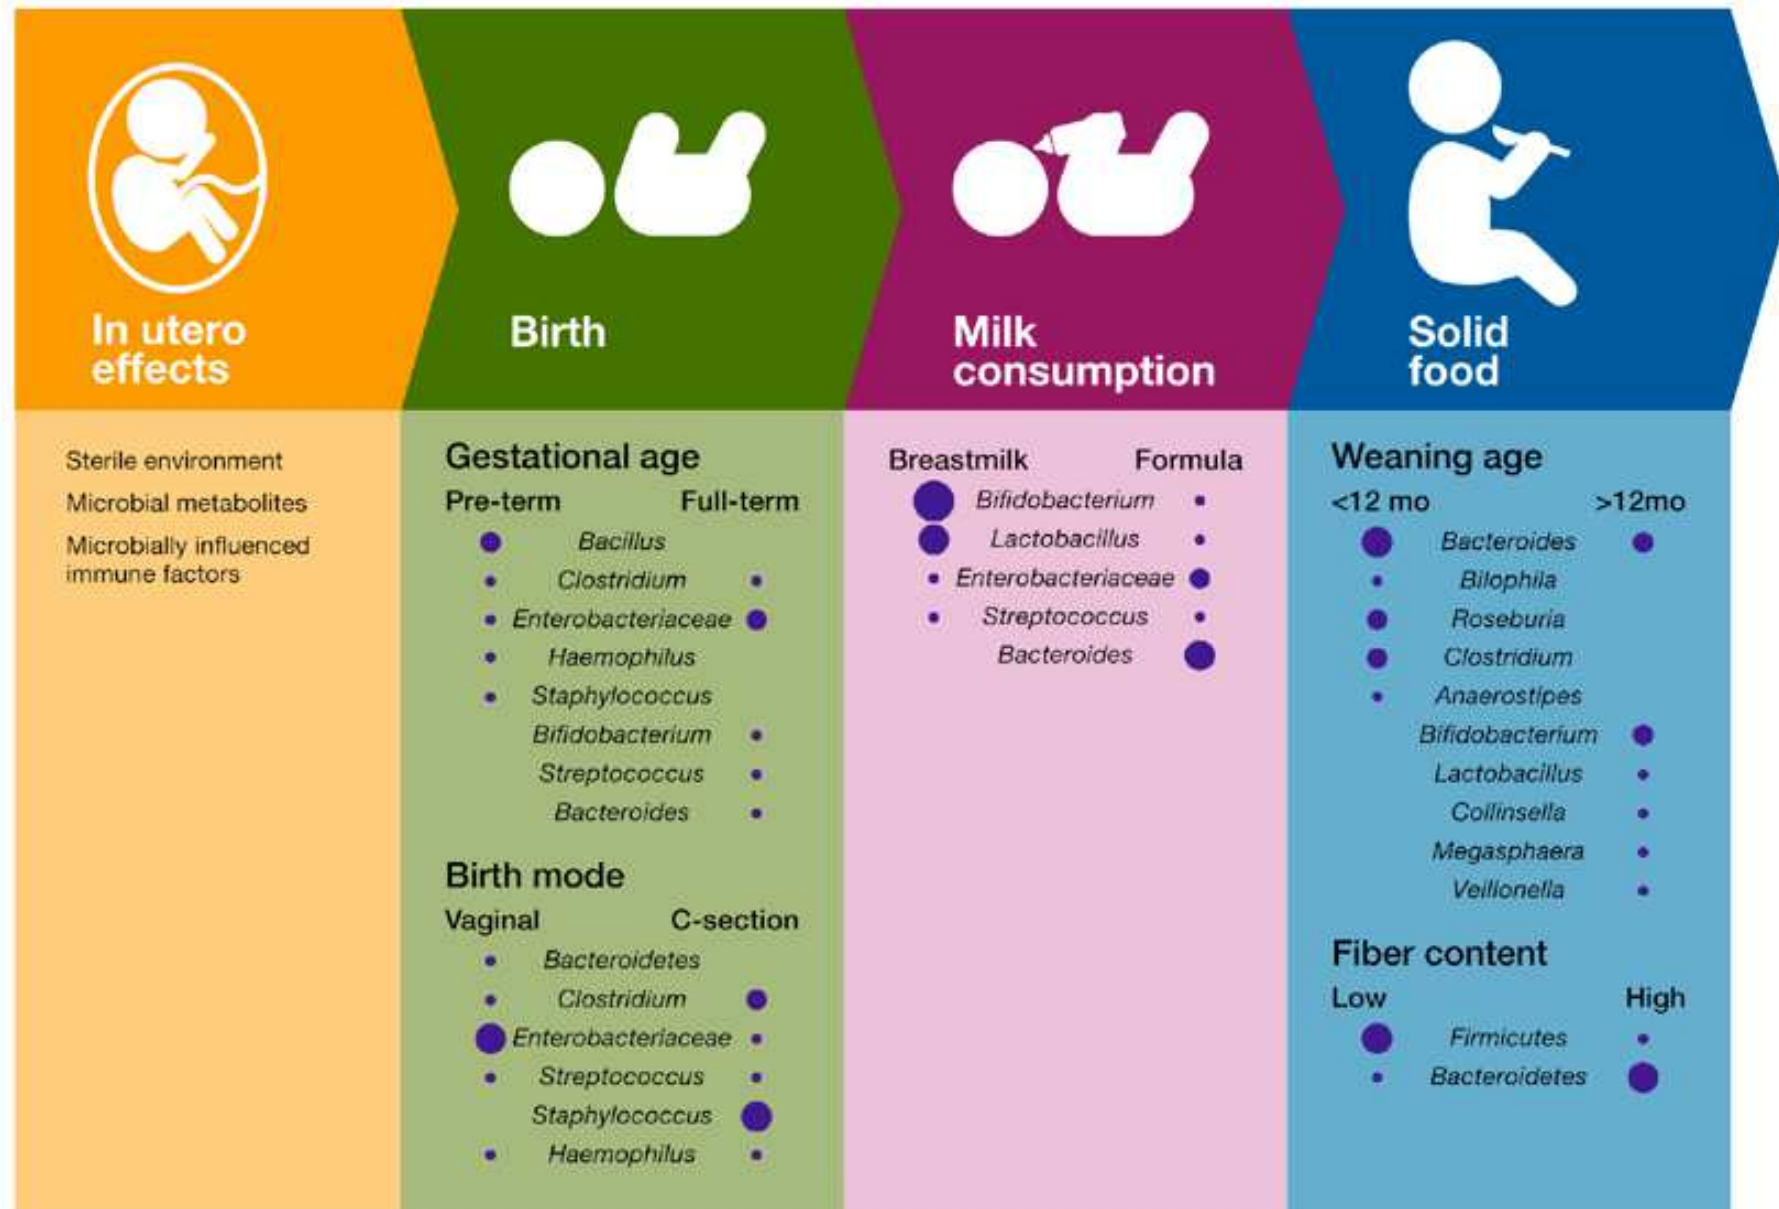 In utero
effects
Birth
Milk
consumption
Solid
food
Sterile environment
Microbial metabolites
Microbially influenced
immune factors
Gestational age
Pre-term Full-term
Bacillus
Clostridium
Enterobacteriaceae
Haemophilus
Staphylococcus
Bifidobacterium
Streptococcus
Bacteroides
Birth mode
Vaginal C-section
Bacteroidetes
Clostridium
Enterobacteriaceae
Streptococcus
Staphylococcus
Haemophilus
Breastmilk Formula
Bifidobacterium
Lactobacillus
Enterobacteriaceae
Streptococcus
Bacteroides
Weaning age
<12 mo >12mo
Bacteroides
Bilophila
Roseburia
Clostridium
Anaerostipes
Bifidobacterium
Lactobacillus
Collinsella
Megasphaera
Veillonella
Fiber content
Low High
Firmicutes
Bacteroidetes